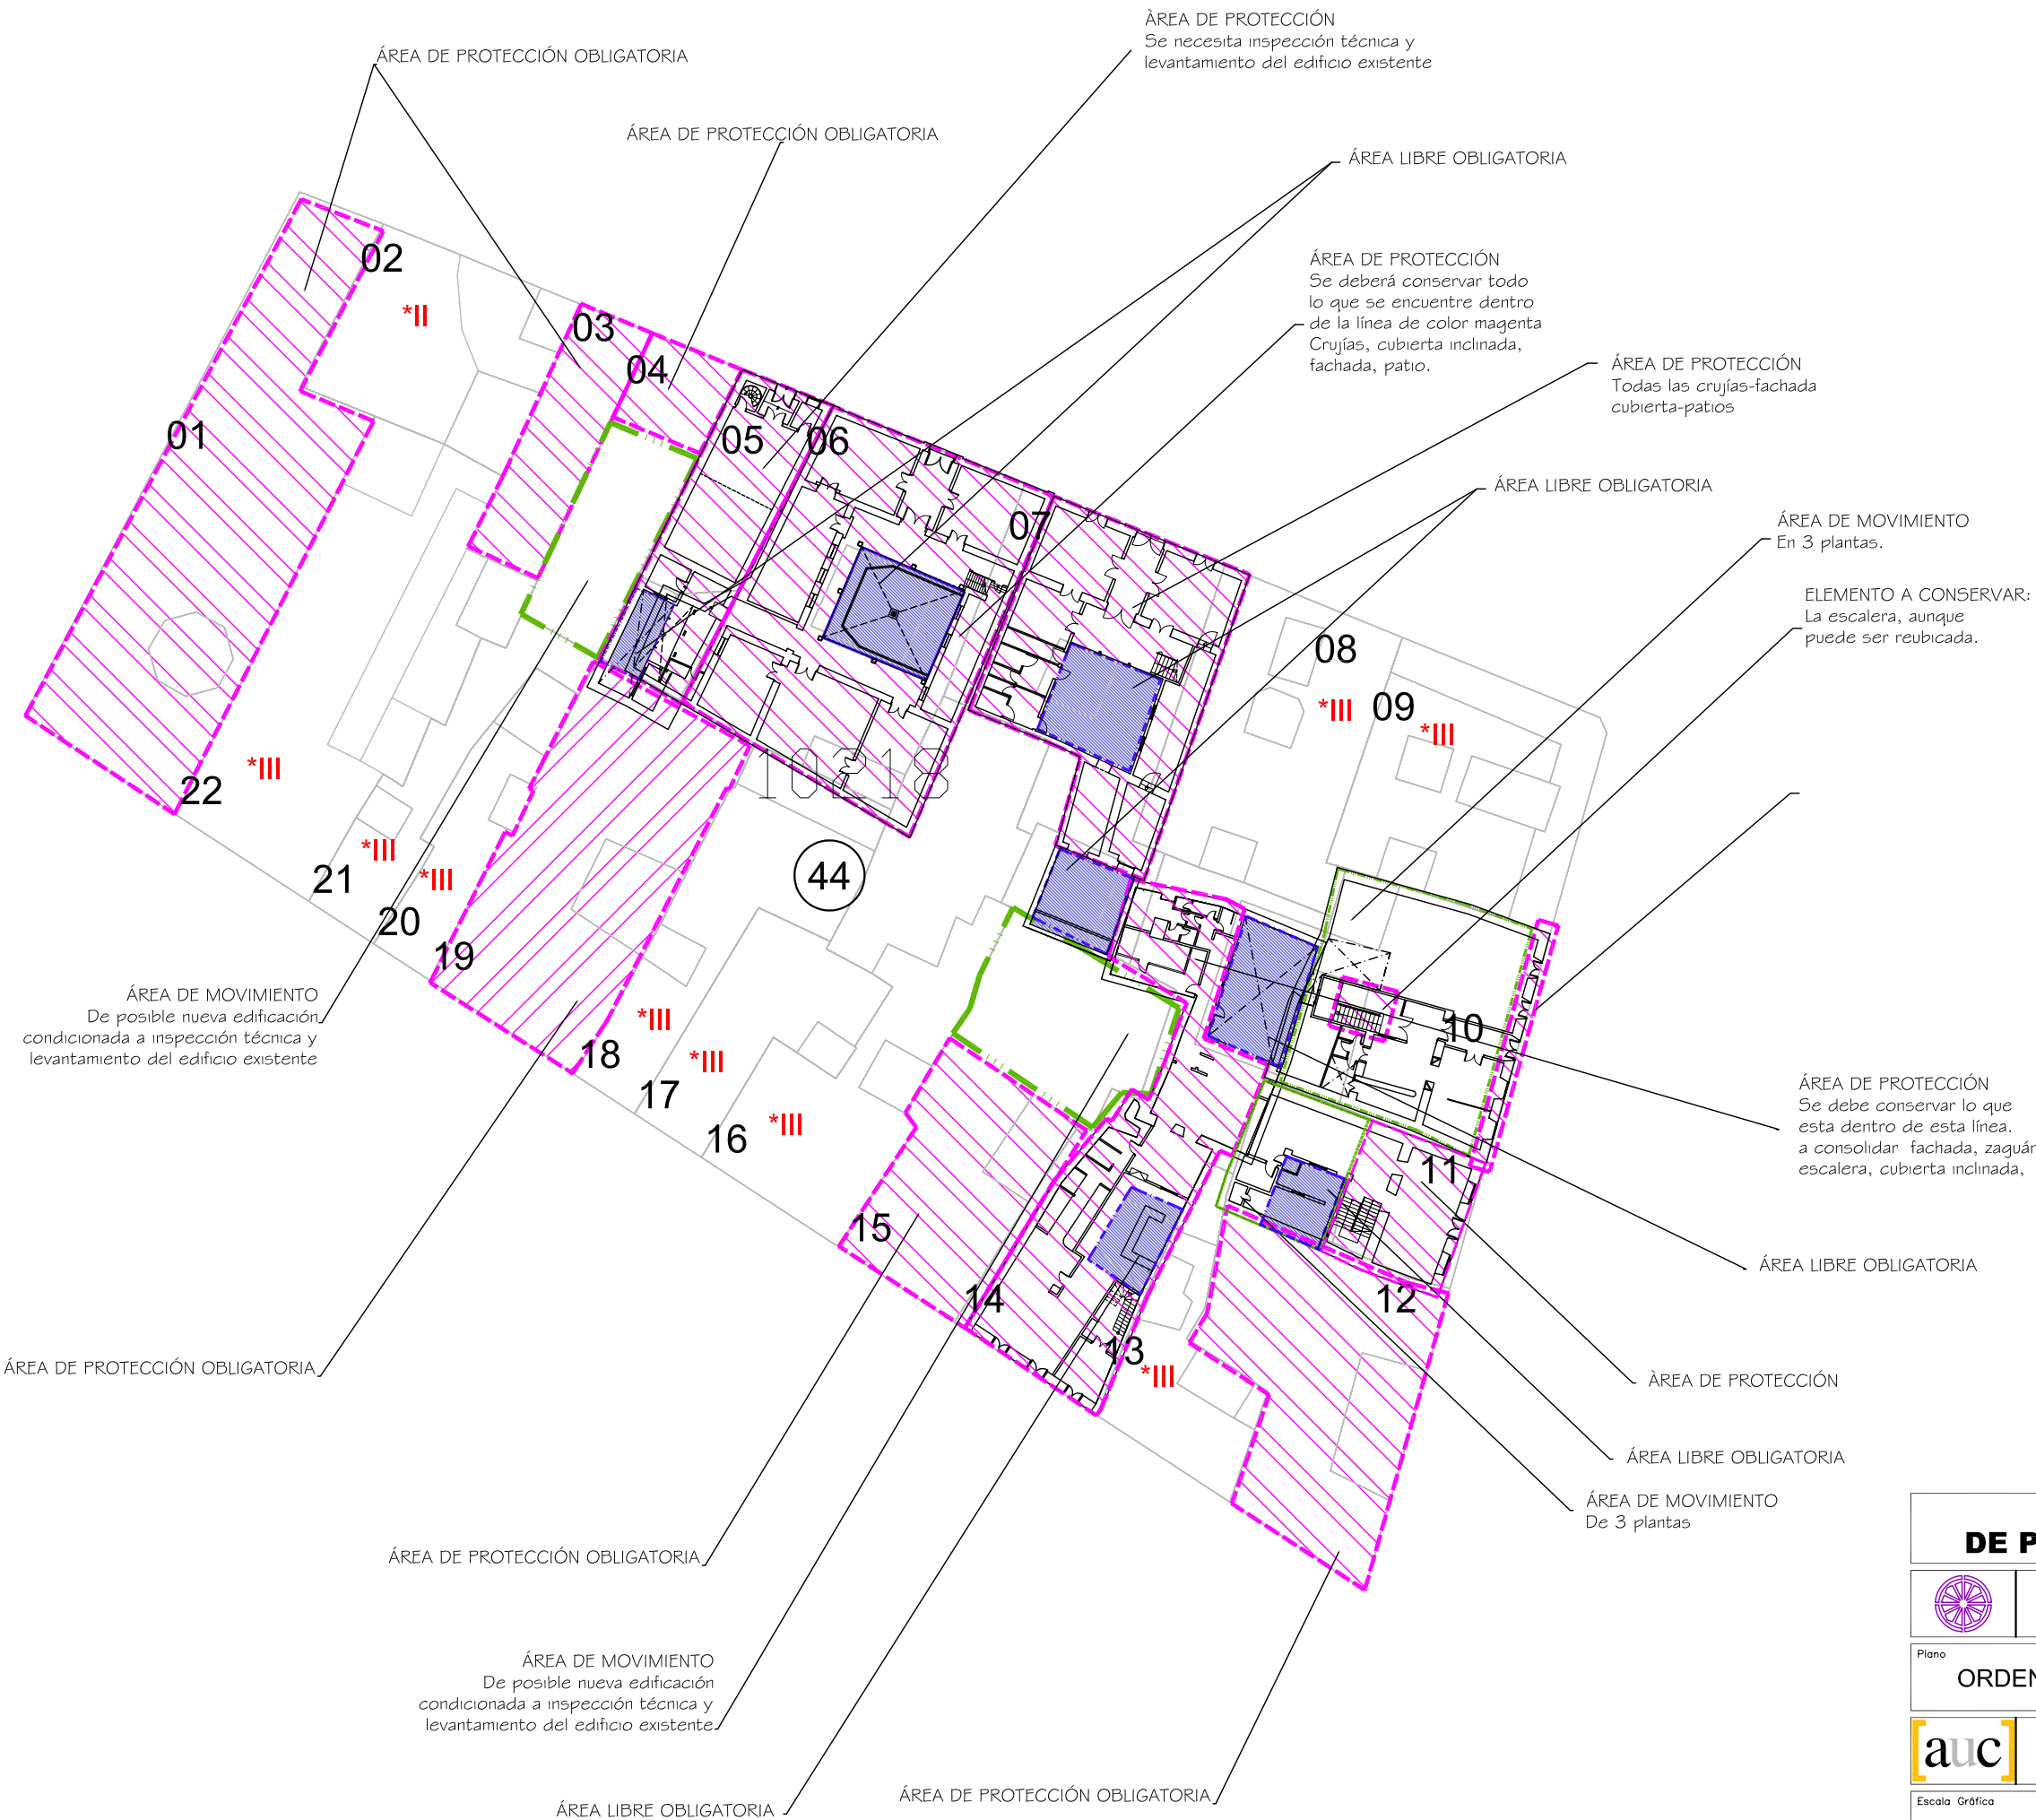 ÀREA DE PROTECCIÓN
Se necesita inspección técnica y
levantamiento del edificio existente
ÁREA DE PROTECCIÓN OBLIGATORIA
ÁREA DE PROTECCIÓN OBLIGATORIA
ÁREA LIBRE OBLIGATORIA
ÁREA DE PROTECCIÓN
Se deberá conservar todo
lo que se encuentre dentro
de la línea de color magenta
Crujías, cubierta inclinada,
fachada, patio.
ÁREA DE PROTECCIÓN
Todas las crujías-fachada
cubierta-patios
ÁREA LIBRE OBLIGATORIA
ÁREA DE MOVIMIENTO
En 3 plantas.
ELEMENTO A CONSERVAR:
La escalera, aunque
puede ser reubicada.
02
*II
03
04
01
05
06
07
08
*III
09
*III
22
*III
10218
21
*III
*III
20
44
19
ÁREA DE MOVIMIENTO
De posible nueva edificación
condicionada a inspección técnica y
levantamiento del edificio existente
18
*III
17
*III
16
*III
10
ÁREA DE PROTECCIÓN
Se debe conservar lo que
esta dentro de esta línea.
a consolidar fachada, zaguán
escalera, cubierta inclinada,
11
15
14
12
13
*III
ÁREA LIBRE OBLIGATORIA
ÁREA DE PROTECCIÓN OBLIGATORIA
ÀREA DE PROTECCIÓN
ÁREA LIBRE OBLIGATORIA
ÁREA DE MOVIMIENTO
De 3 plantas
ÁREA DE PROTECCIÓN OBLIGATORIA
ÁREA DE MOVIMIENTO
De posible nueva edificación
condicionada a inspección técnica y
levantamiento del edificio existente
ÁREA LIBRE OBLIGATORIA
ÁREA DE PROTECCIÓN OBLIGATORIA
DE P
Plano
ORDEN
[auc]
Escala Gráfica